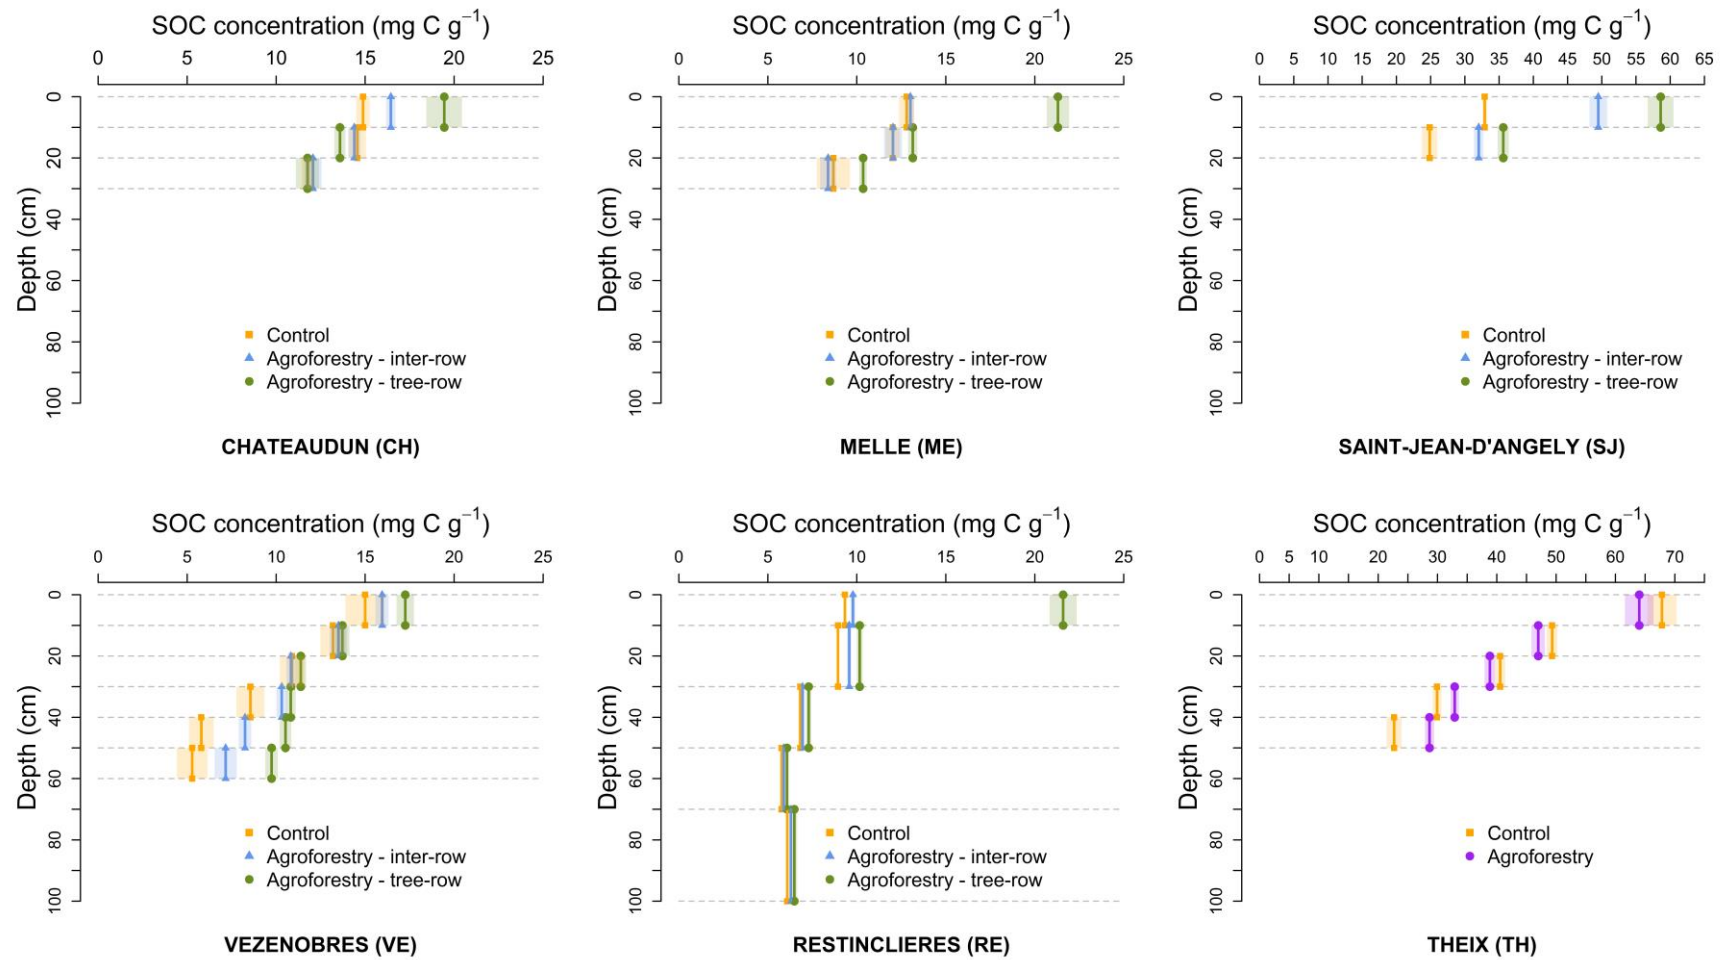 SOC concentration (mg C g⁻¹)
0 5 10 15 20 25
0 20 40 60 80 100
Depth (cm)
Control
Agroforestry - inter-row
Agroforestry - tree-row
CHATEAUDUN (CH)
SOC concentration (mg C g⁻¹)
0 5 10 15 20 25
0 20 40 60 80 100
Depth (cm)
Control
Agroforestry - inter-row
Agroforestry - tree-row
MELLE (ME)
SOC concentration (mg C g⁻¹)
0 5 10 15 20 25 30 35 40 45 50 55 60 65
0 20 40 60 80 100
Depth (cm)
Control
Agroforestry - inter-row
Agroforestry - tree-row
SAINT-JEAN-D'ANGELY (SJ)
SOC concentration (mg C g⁻¹)
0 5 10 15 20 25
0 20 40 60 80 100
Depth (cm)
Control
Agroforestry - inter-row
Agroforestry - tree-row
VEZENOBRES (VE)
SOC concentration (mg C g⁻¹)
0 5 10 15 20 25
0 20 40 60 80 100
Depth (cm)
Control
Agroforestry - inter-row
Agroforestry - tree-row
RESTINCLIERES (RE)
SOC concentration (mg C g⁻¹)
0 5 10 20 30 40 50 60 70
0 20 40 60 80 100
Depth (cm)
Control
Agroforestry
THEIX (TH)